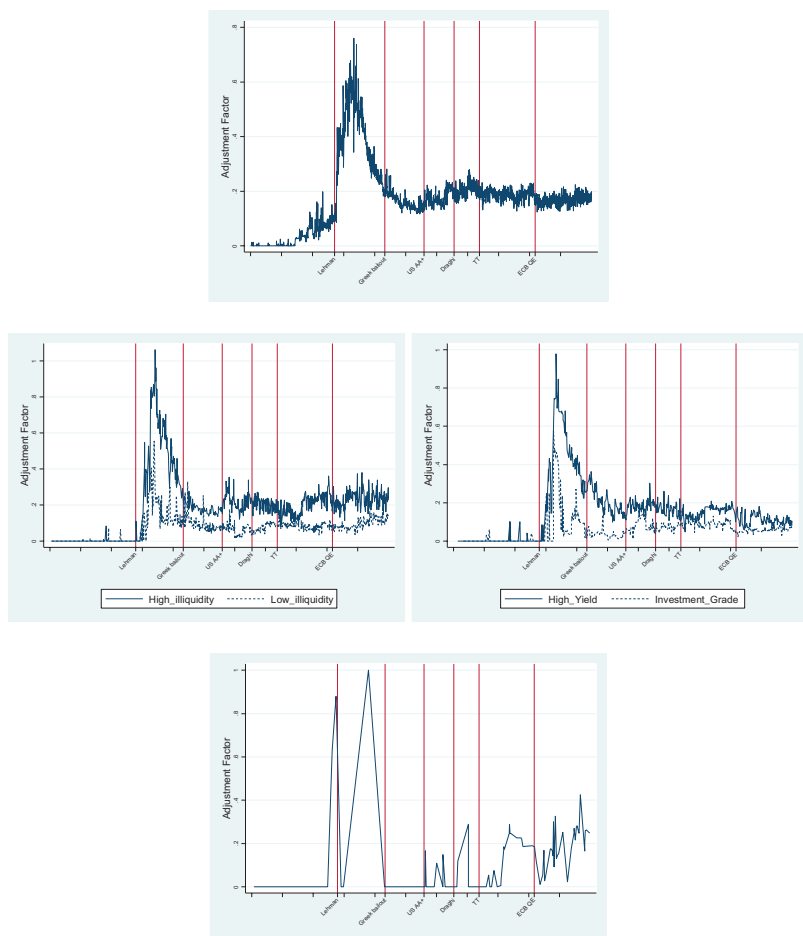 Adjustment Factor
.8
.6
.4
.2
0
Lehman
Greek bailout
US AA+
Draghi
TT
ECB QE
Adjustment Factor
1
.8
.6
.4
.2
0
Lehman
Greek bailout
US AA+
Draghi
TT
ECB QE
High_illiquidity Low_illiquidity
Adjustment Factor
1
.8
.6
.4
.2
0
Lehman
Greek bailout
US AA+
Draghi
TT
ECB QE
High_Yield Investment_Grade
Adjustment Factor
1
.8
.6
.4
.2
0
Lehman
Greek bailout
US AA+
Draghi
TT
ECB QE